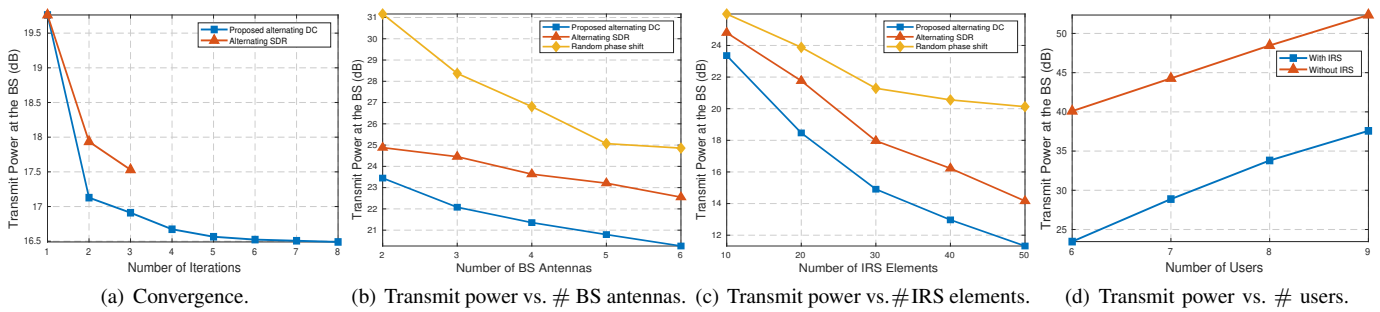 Transmit Power at the BS (dB)
19.5
19
18.5
18
17.5
17
16.5
1 2 3 4 5 6 7 8
Number of Iterations
Proposed alternating DC
Alternating SDR
(a) Convergence.
Transmit Power at the BS (dB)
31
30
29
28
27
26
25
24
23
22
21
2 3 4 5 6
Number of BS Antennas
Proposed alternating DC
Alternating SDR
Random phase shift
(b) Transmit power vs. # BS antennas.
Transmit Power at the BS (dB)
26
24
22
20
18
16
14
12
10 20 30 40 50
Number of IRS Elements
Proposed alternating DC
Alternating SDR
Random phase shift
(c) Transmit power vs.#IRS elements.
Transmit Power at the BS (dB)
50
45
40
35
30
25
6 7 8 9
Number of Users
With IRS
Without IRS
(d) Transmit power vs. # users.